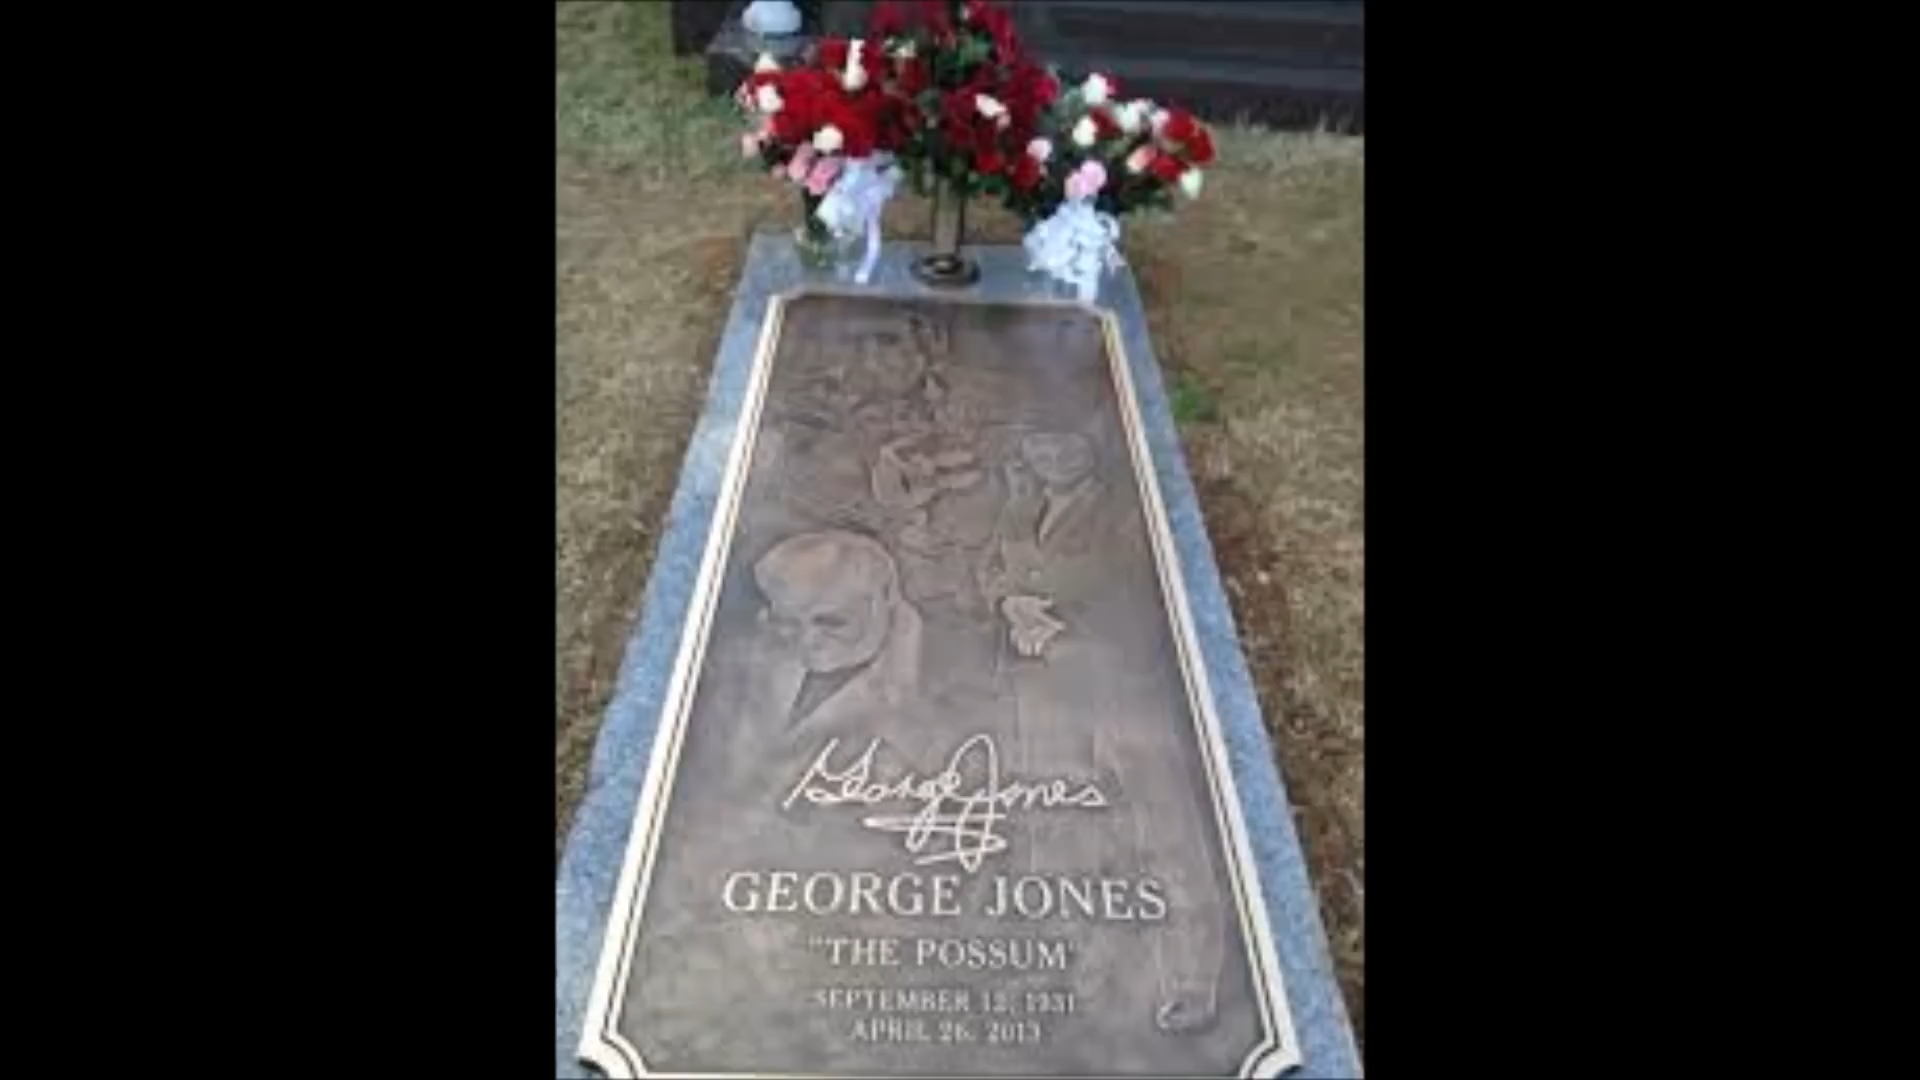 George Jones
GEORGE JONES
"THE POSSUM"
SEPTEMBER 12, 1931
APRIL 26, 2013